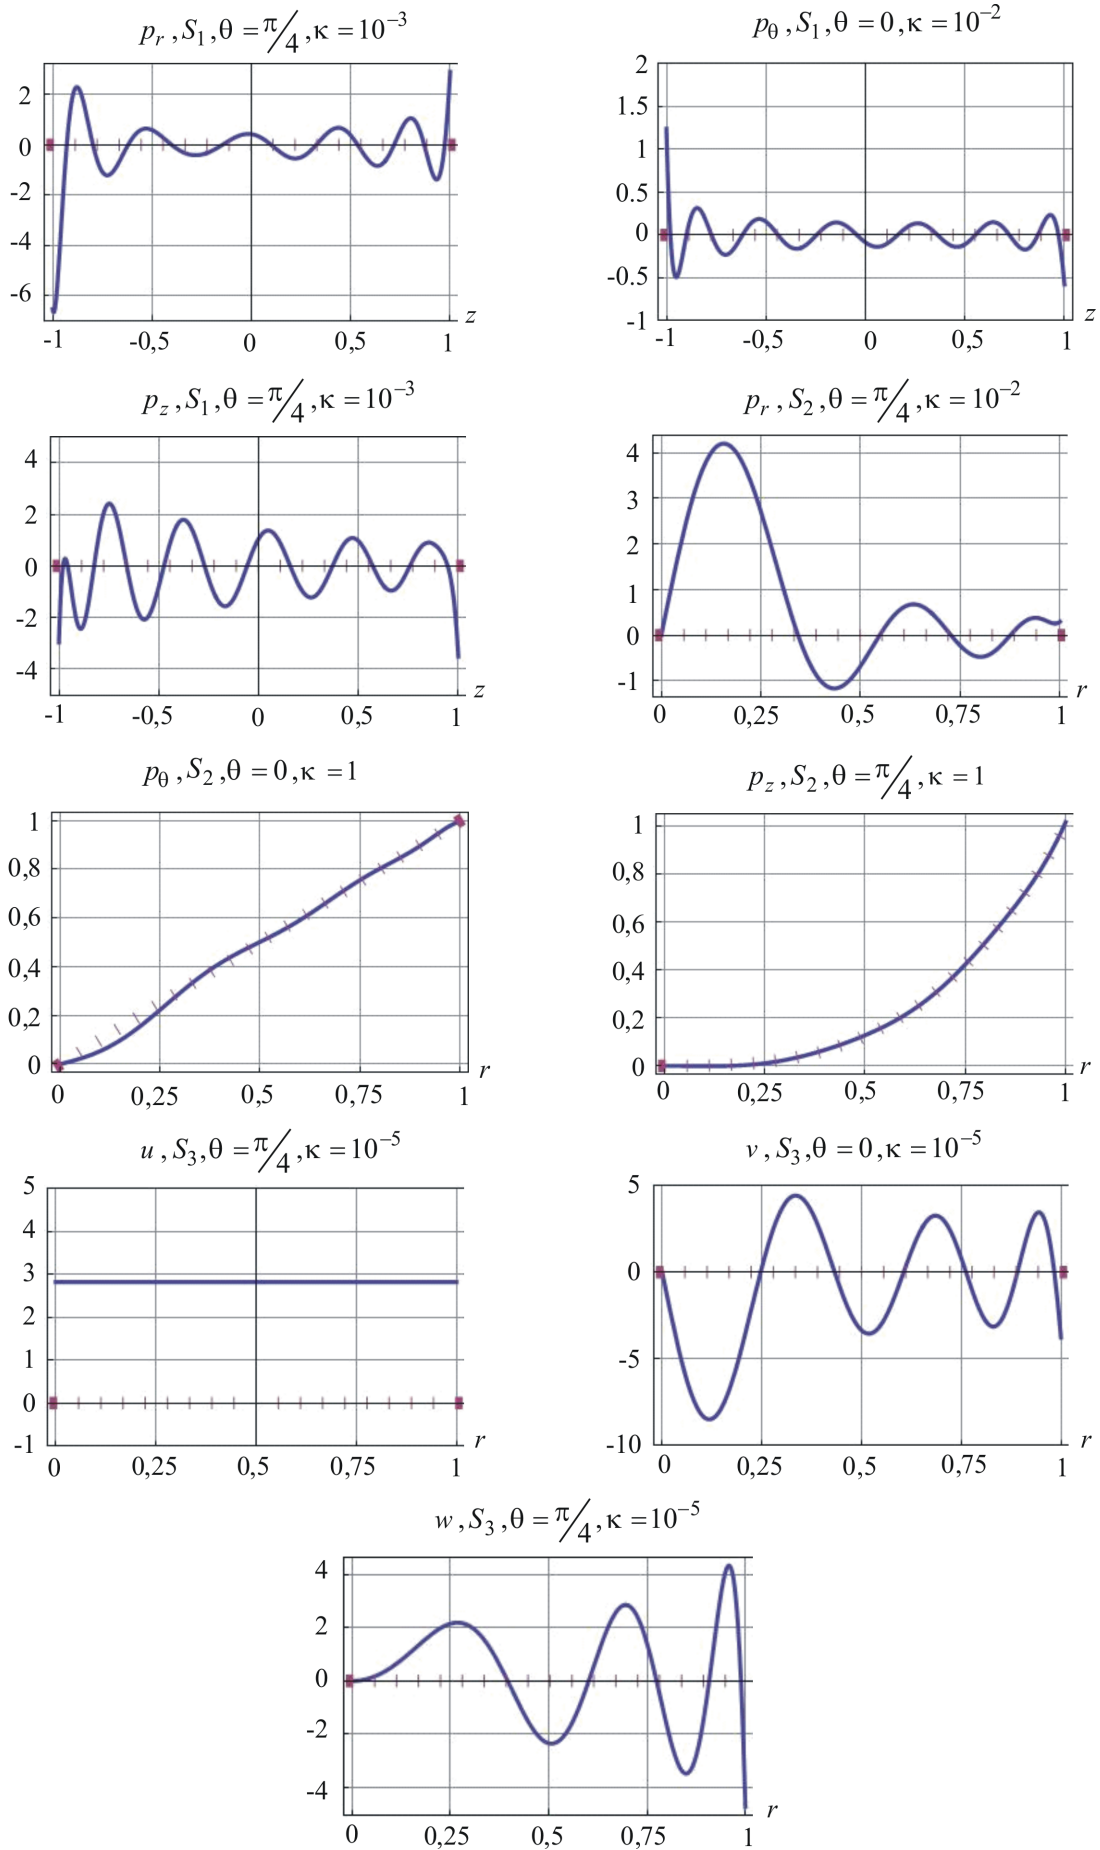 p_r , S_1, θ = π/4, κ = 10^{-3}
2
0
-2
-4
-6
-1 -0,5 0 0,5 1
z
p_θ , S_1, θ = 0, κ = 10^{-2}
2
1.5
1
0.5
0
-0.5
-1
-1 -0,5 0 0,5 1
z
p_z , S_1, θ = π/4, κ = 10^{-3}
4
2
0
-2
-4
-1 -0,5 0 0,5 1
z
p_r , S_2, θ = π/4, κ = 10^{-2}
4
3
2
1
0
-1
0 0,25 0,5 0,75 1
r
p_θ , S_2, θ = 0, κ = 1
1
0,8
0,6
0,4
0,2
0
0 0,25 0,5 0,75 1
r
p_z , S_2, θ = π/4, κ = 1
1
0,8
0,6
0,4
0,2
0
0 0,25 0,5 0,75 1
r
u , S_3, θ = π/4, κ = 10^{-5}
5
4
3
2
1
0
-1
0 0,25 0,5 0,75 1
r
v , S_3, θ = 0, κ = 10^{-5}
5
0
-5
-10
0 0,25 0,5 0,75 1
r
w , S_3, θ = π/4, κ = 10^{-5}
4
2
0
-2
-4
0 0,25 0,5 0,75 1
r